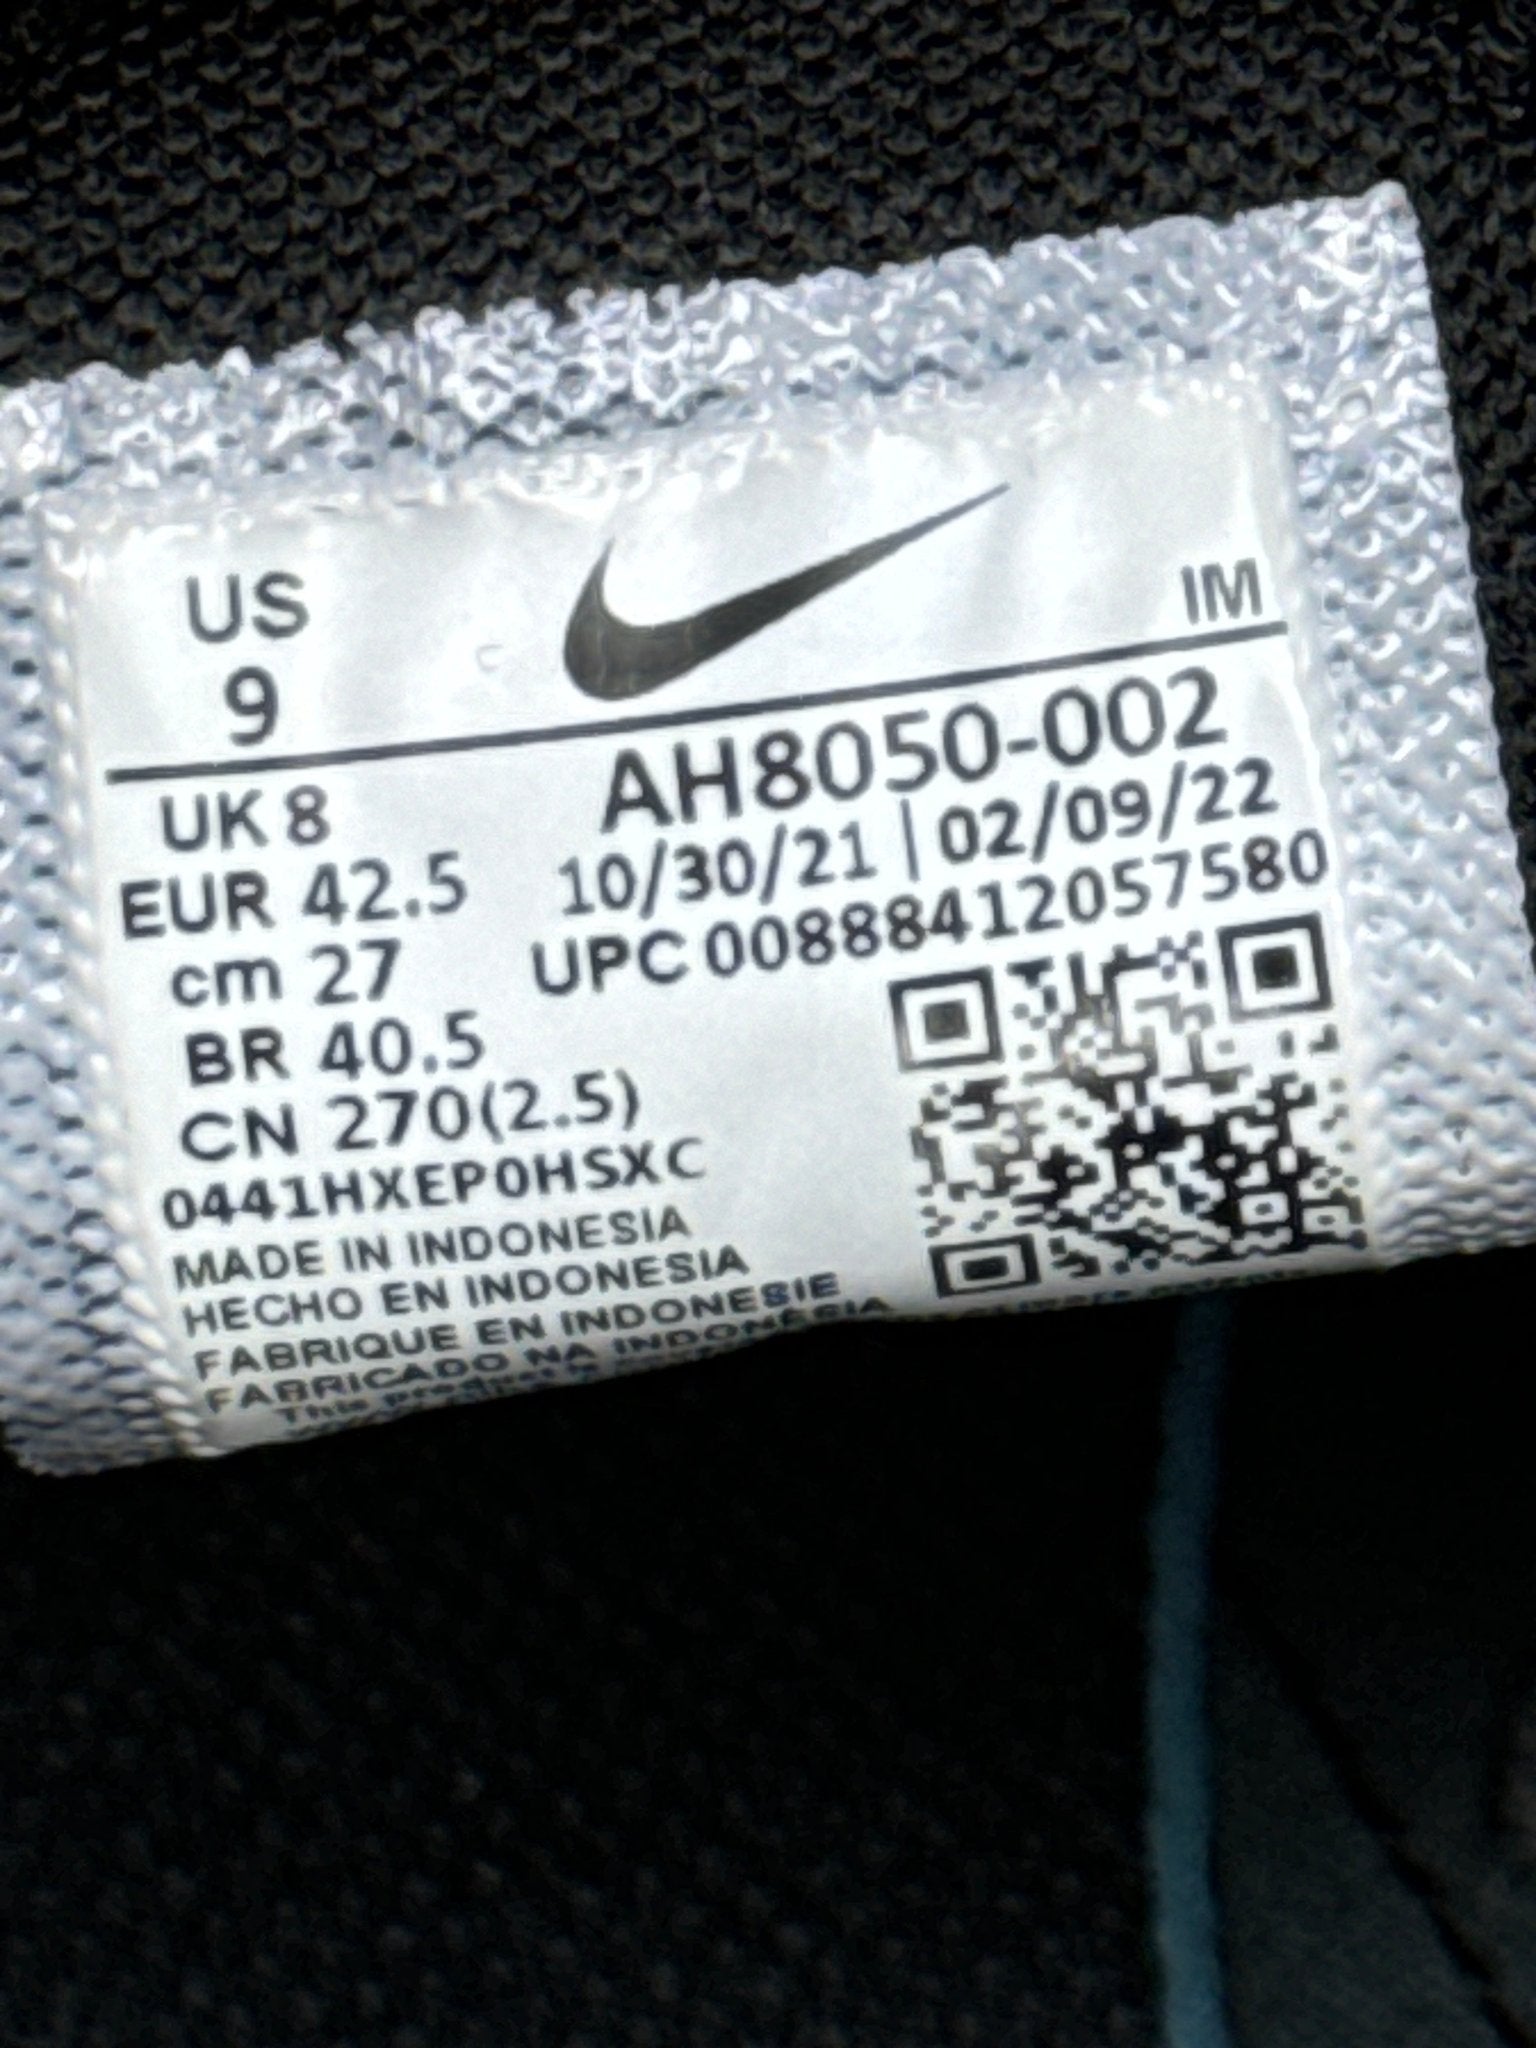 US
IM
9
UK 8
AH8050-002
EUR 42.5
10/30/21 | 02/09/22
cm 27
UPC 00888412057580
BR 40.5
CN 270(2.5)
0441HXEP0HSXC
MADE IN INDONESIA
HECHO EN INDONESIA
FABRIQUE EN INDONESIE
FABRICADO NA INDONÉSIA
This